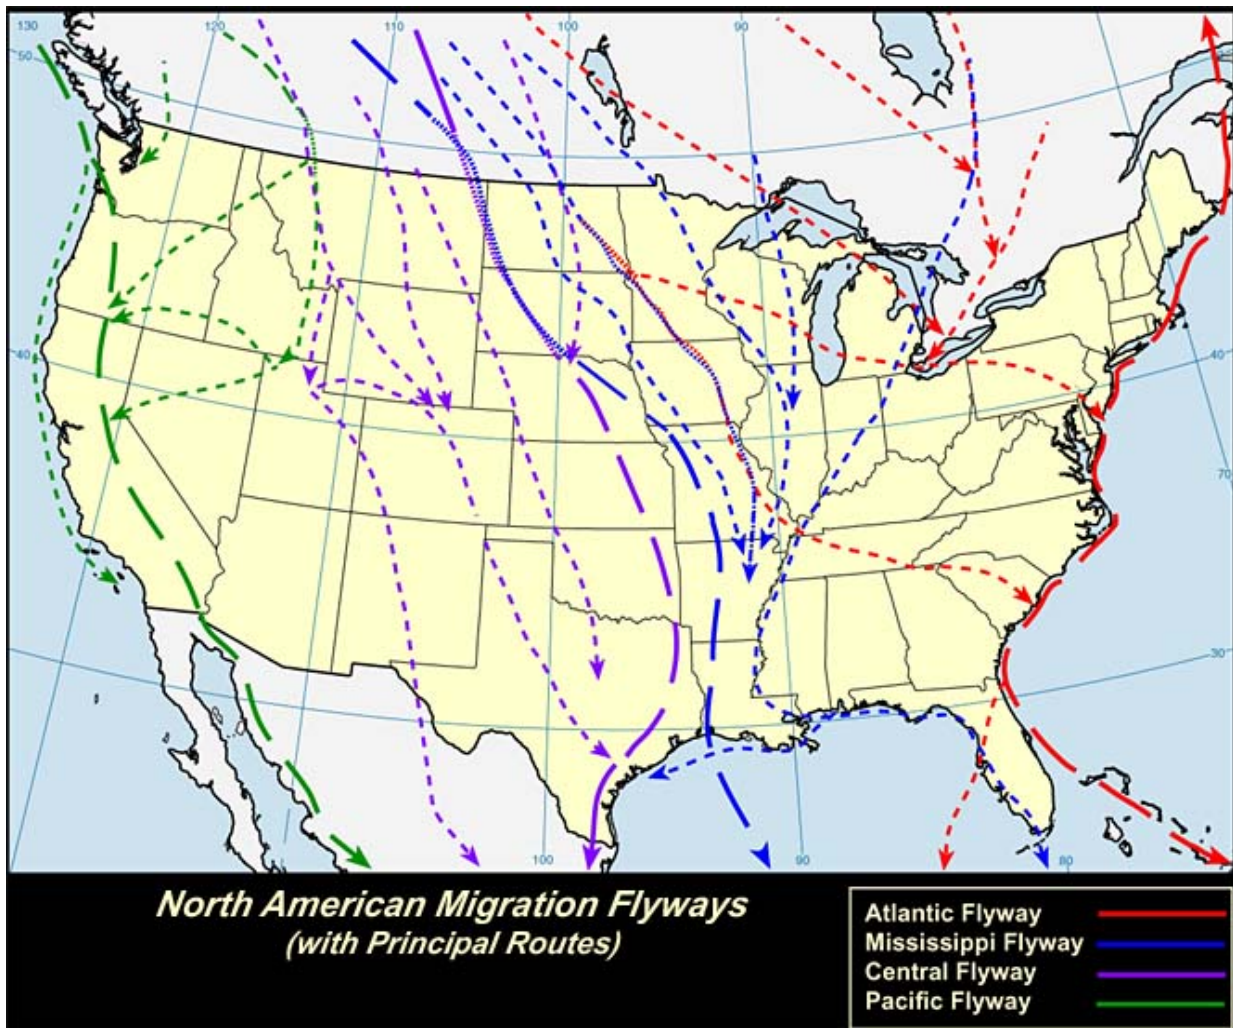 130
120
110
100
90
50
40
40
70
30
100
90
80
North American Migration Flyways
(with Principal Routes)
Atlantic Flyway
Mississippi Flyway
Central Flyway
Pacific Flyway